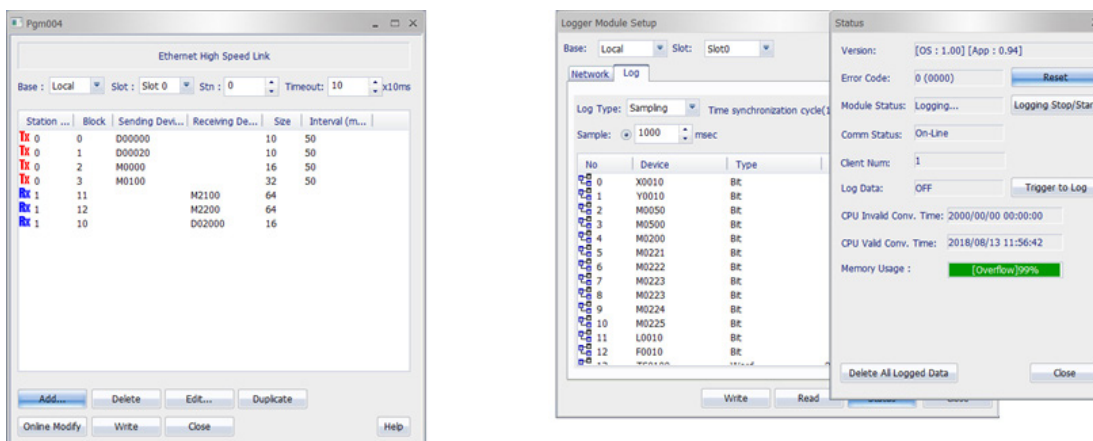 Pgm004
Ethernet High Speed Link
Base : Local Slot : Slot 0 Stn : 0 Timeout: 10 x10ms
Station ... Block Sending Devi... Receiving De... Size Interval (m...
Tx 0 0 D00000 10 50
Tx 0 1 D00020 10 50
Tx 0 2 M0000 16 50
Tx 0 3 M0100 32 50
Rx 1 11 M2100 64
Rx 1 12 M2200 64
Rx 1 10 D02000 16
Add... Delete Edit... Duplicate
Online Modify Write Close Help
Logger Module Setup
Base: Local Slot: Slot0
Network Log
Log Type: Sampling Time synchronization cycle(1
Sample: 1000 msec
No Device Type
0 X0010 Bit
1 Y0010 Bit
2 M0050 Bit
3 M0500 Bit
4 M0200 Bit
5 M0221 Bit
6 M0222 Bit
7 M0223 Bit
8 M0223 Bit
9 M0224 Bit
10 M0225 Bit
11 L0010 Bit
12 F0010 Bit
Write Read
Status
Version: [OS : 1.00] [App : 0.94]
Error Code: 0 (0000) Reset
Module Status: Logging... Logging Stop/Star
Comm Status: On-Line
Client Num: 1
Log Data: OFF Trigger to Log
CPU Invalid Conv. Time: 2000/00/00 00:00:00
CPU Valid Conv. Time: 2018/08/13 11:56:42
Memory Usage : [Overflow]99%
Delete All Logged Data Close